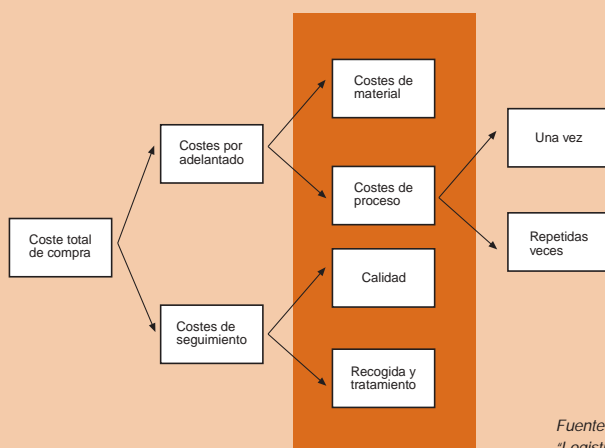 Costes de
material
Costes por
adelantado
Una vez
Costes de
proceso
Coste total
de compra
Repetidas
veces
Calidad
Costes de
seguimiento
Recogida y
tratamiento
Fuente
"Logist